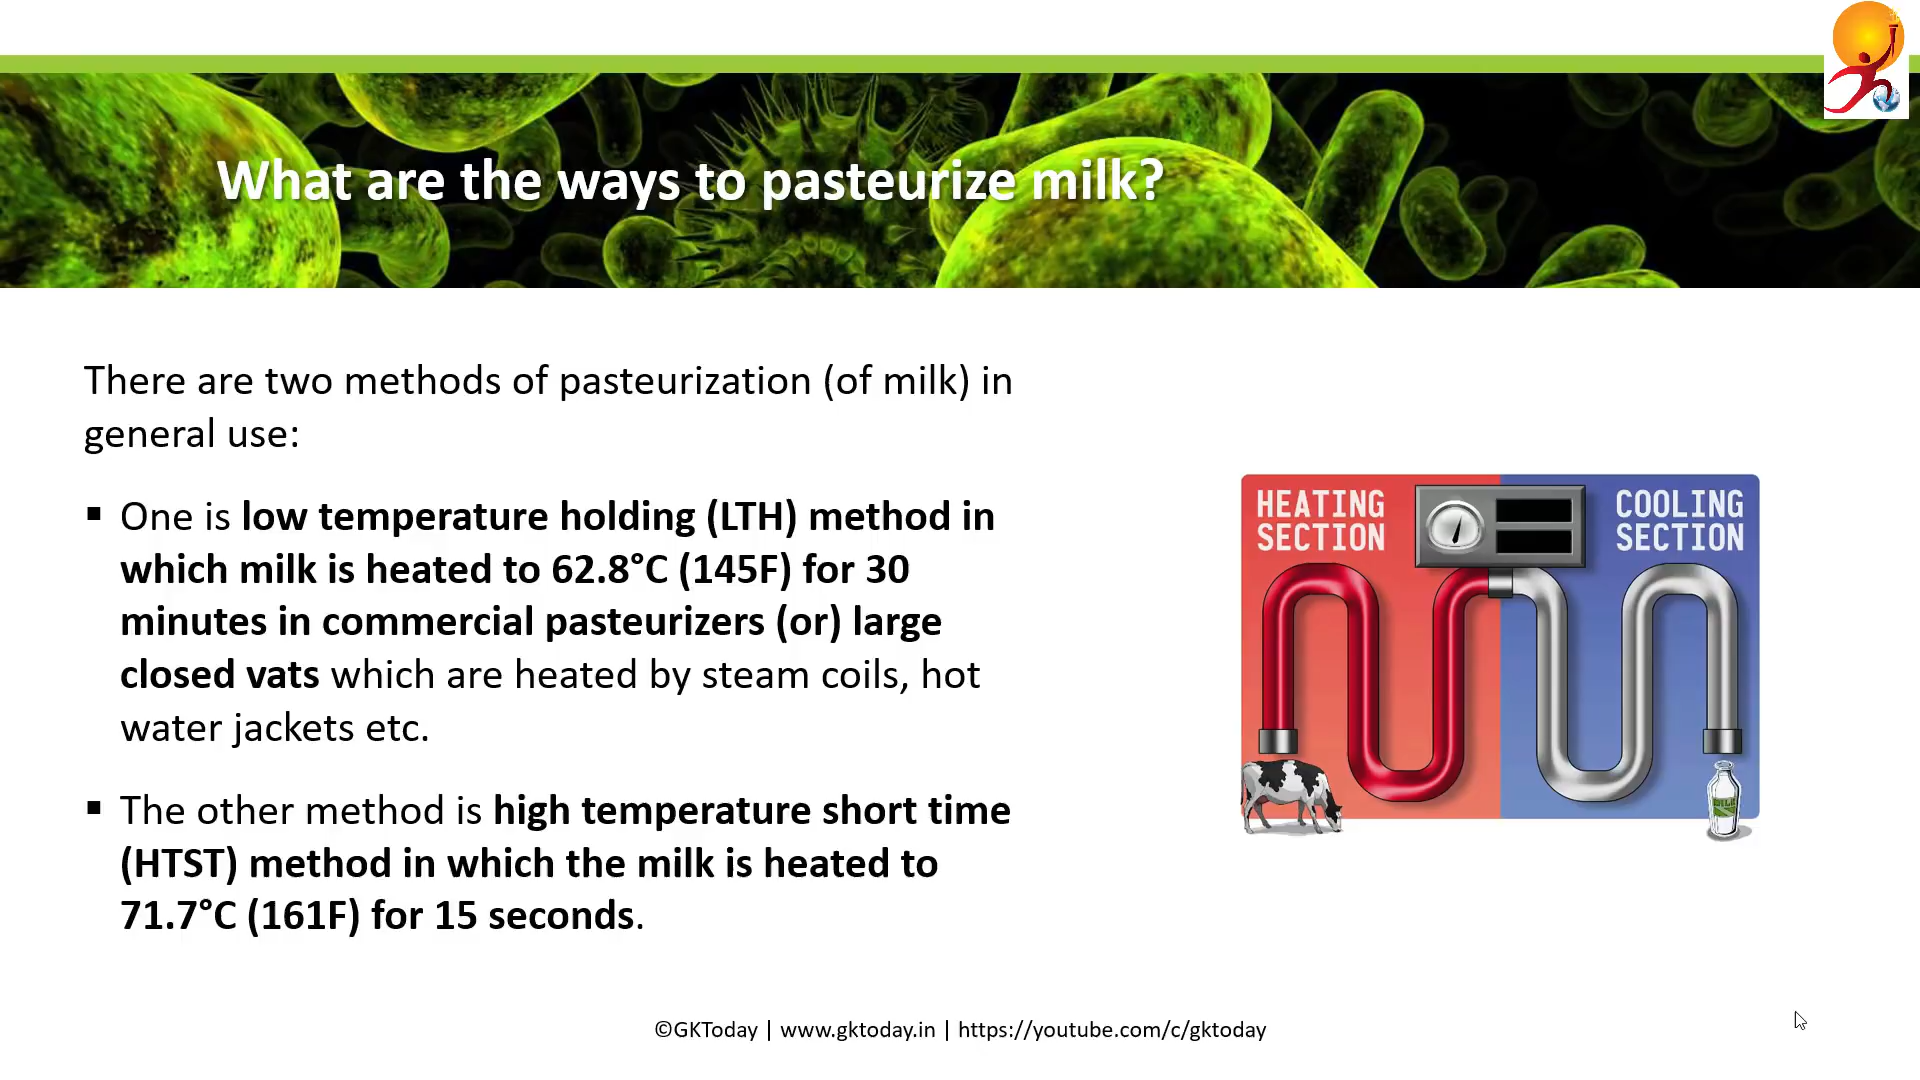 What are the ways to pasteurize milk?
There are two methods of pasteurization (of milk) in
general use:
▪ One is low temperature holding (LTH) method in
which milk is heated to 62.8°C (145F) for 30
minutes in commercial pasteurizers (or) large
closed vats which are heated by steam coils, hot
water jackets etc.
▪ The other method is high temperature short time
(HTST) method in which the milk is heated to
71.7°C (161F) for 15 seconds.
HEATING
SECTION
COOLING
SECTION
MILK
©GKToday | www.gktoday.in | https://youtube.com/c/gktoday